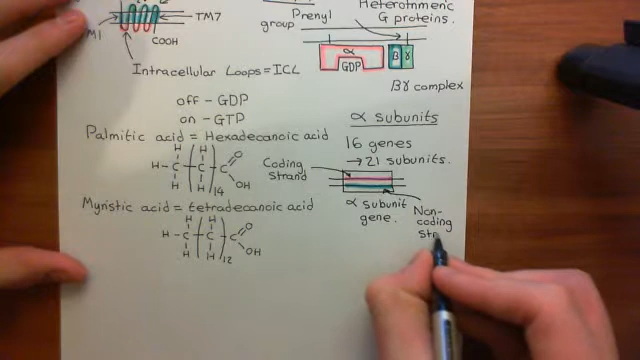 TM7
M1
COOH
Intracellular Loops = ICL
Prenyl
group
Heterotrimeric
G proteins.
α
GDP
β
γ
βγ complex
off - GDP
on - GTP
Palmitic acid = Hexadecanoic acid
H H
H-C C-C O
H H OH
14
Myristic acid = tetradecanoic acid
H H
H-C C-C O
H H OH
12
α subunits
16 genes
→ 21 subunits.
Coding
strand
α subunit
gene.
Non-
coding
str